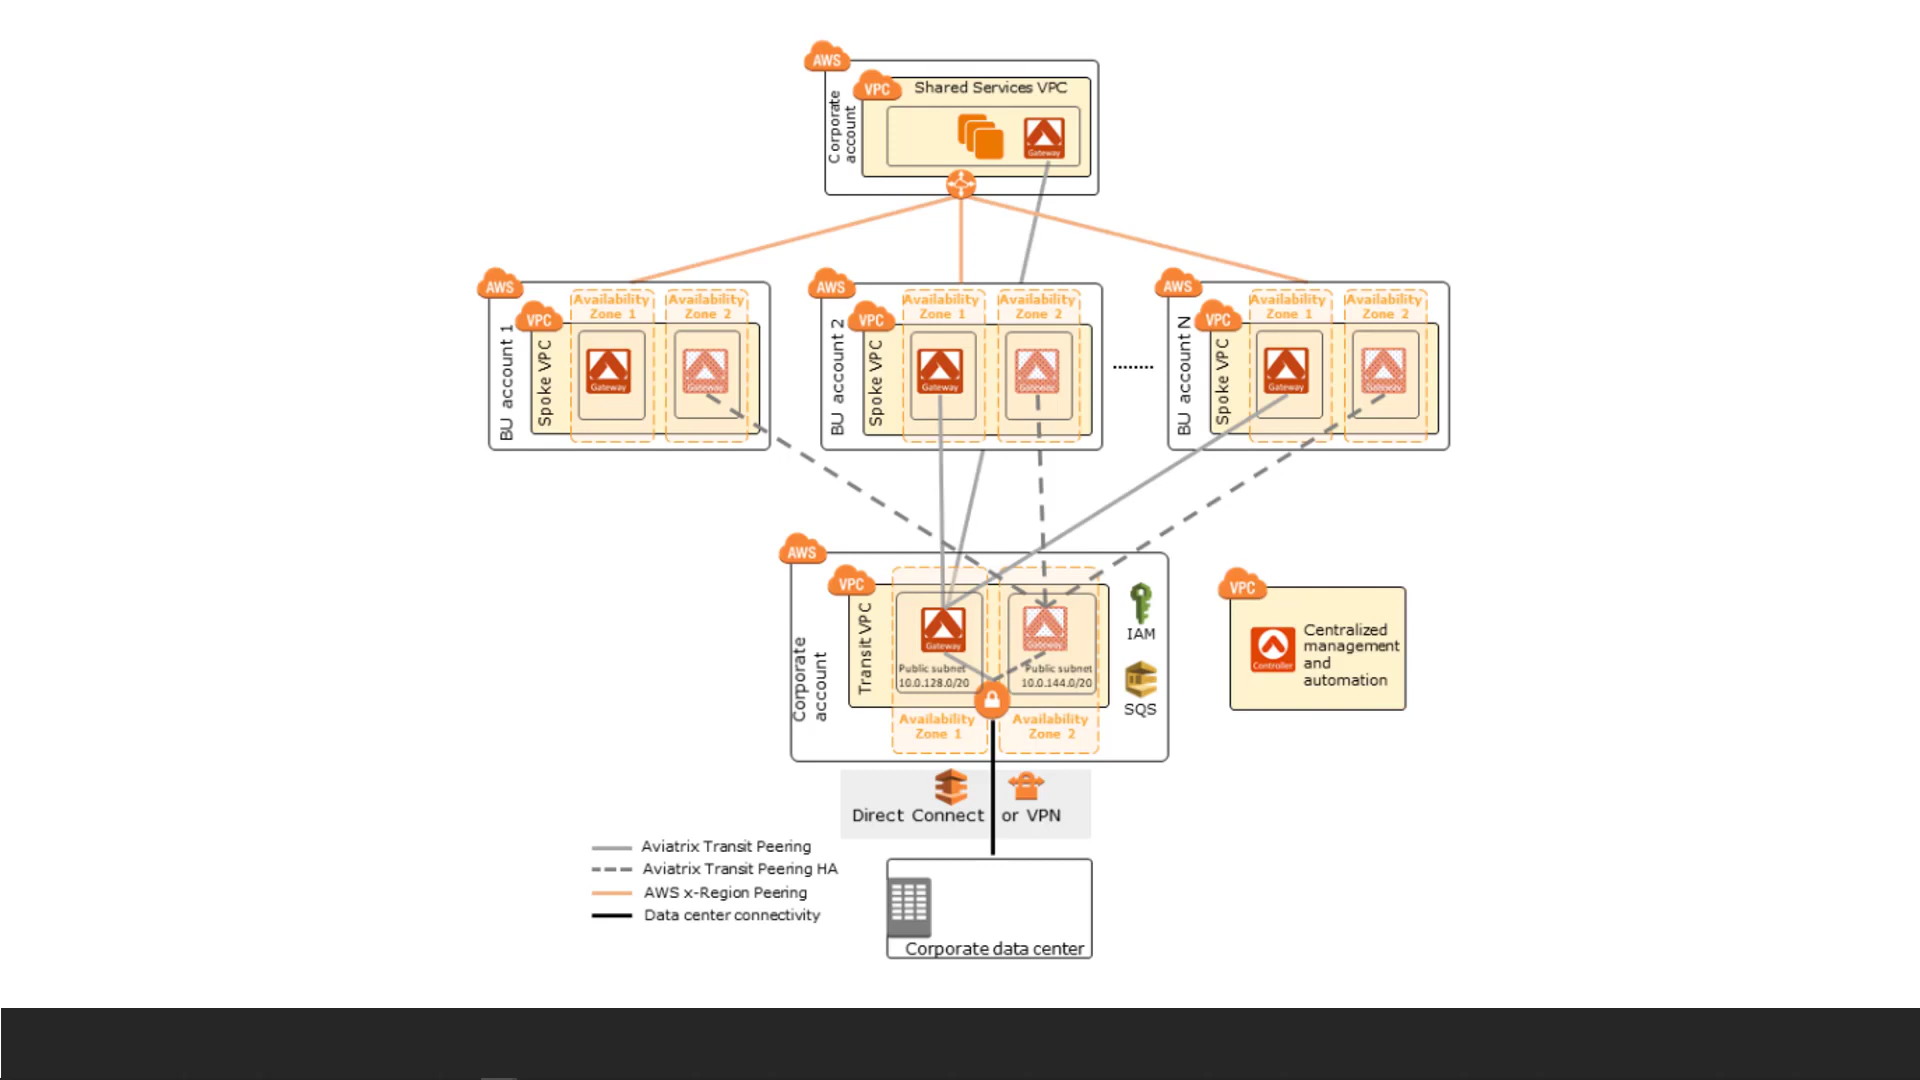 AWS
VPC
Shared Services VPC
Corporate
account
Gateway
AWS
Availability
Zone 1
Availability
Zone 2
VPC
BU account 1
Spoke VPC
Gateway
Gateway
AWS
Availability
Zone 1
Availability
Zone 2
VPC
BU account 2
Spoke VPC
Gateway
Gateway
........
AWS
Availability
Zone 1
Availability
Zone 2
VPC
BU account N
Spoke VPC
Gateway
Gateway
AWS
VPC
Corporate
account
Transit VPC
Gateway
Public subnet
10.0.128.0/20
Gateway
Public subnet
10.0.144.0/20
Availability
Zone 1
Availability
Zone 2
IAM
SQS
VPC
Controller
Centralized
management
and
automation
Direct Connect or VPN
Aviatrix Transit Peering
Aviatrix Transit Peering HA
AWS x-Region Peering
Data center connectivity
Corporate data center